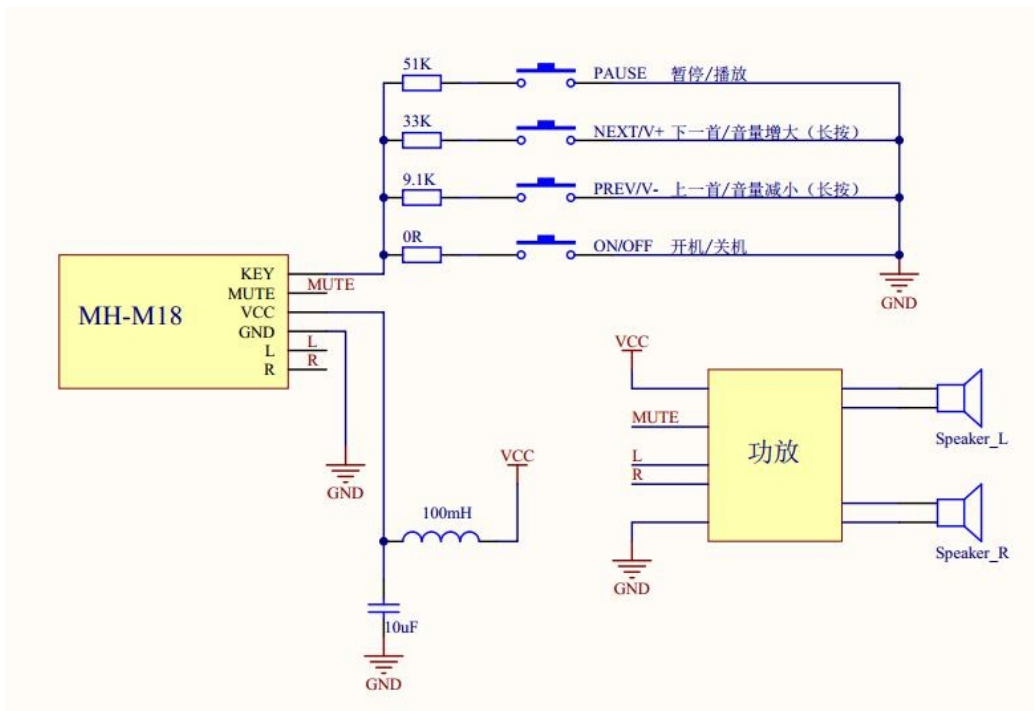 51K
PAUSE 暂停/播放
33K
NEXT/V+ 下一首/音量增大（长按）
9.1K
PREV/V- 上一首/音量减小（长按）
0R
ON/OFF 开机/关机
GND
MH-M18
KEY
MUTE
VCC
GND
L
R
MUTE
L
R
GND
VCC
100mH
10uF
GND
VCC
MUTE
L
R
GND
功放
Speaker_L
Speaker_R